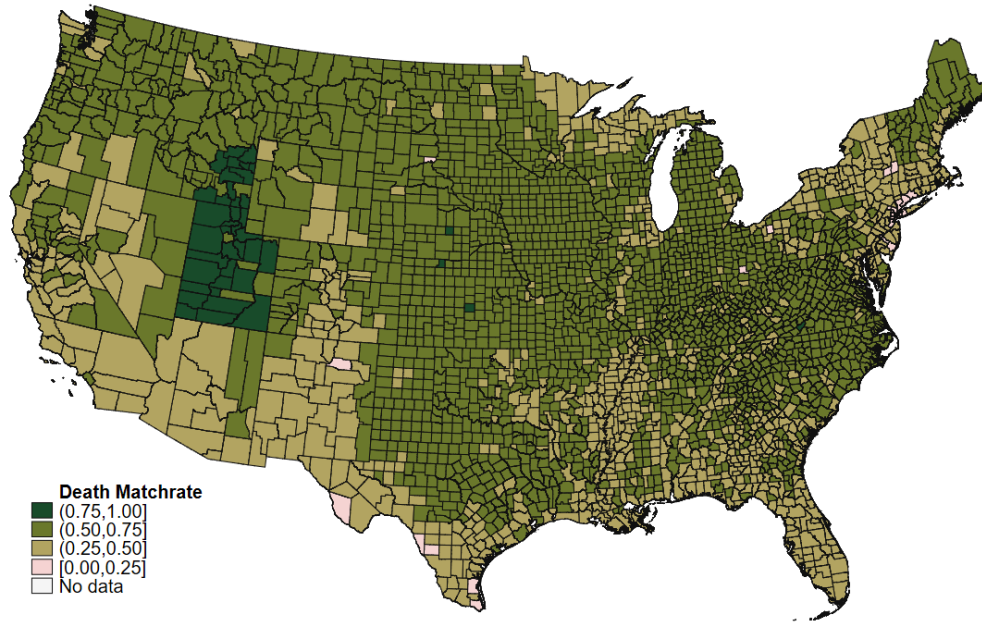 Death Matchrate
(0.75,1.00]
(0.50,0.75]
(0.25,0.50]
[0.00,0.25]
No data